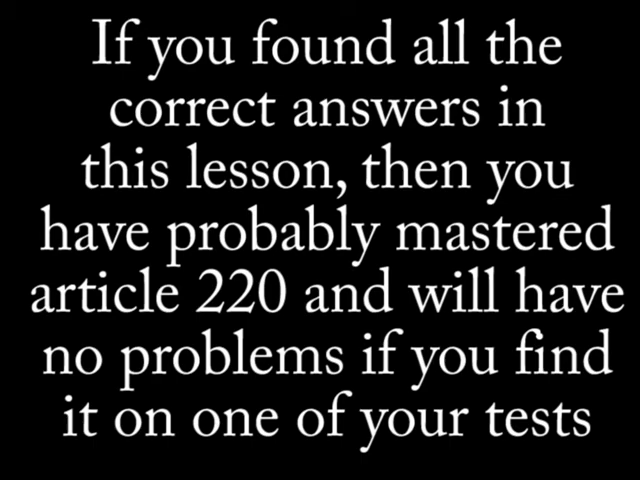 If you found all the
correct answers in
this lesson, then you
have probably mastered
article 220 and will have
no problems if you find
it on one of your tests